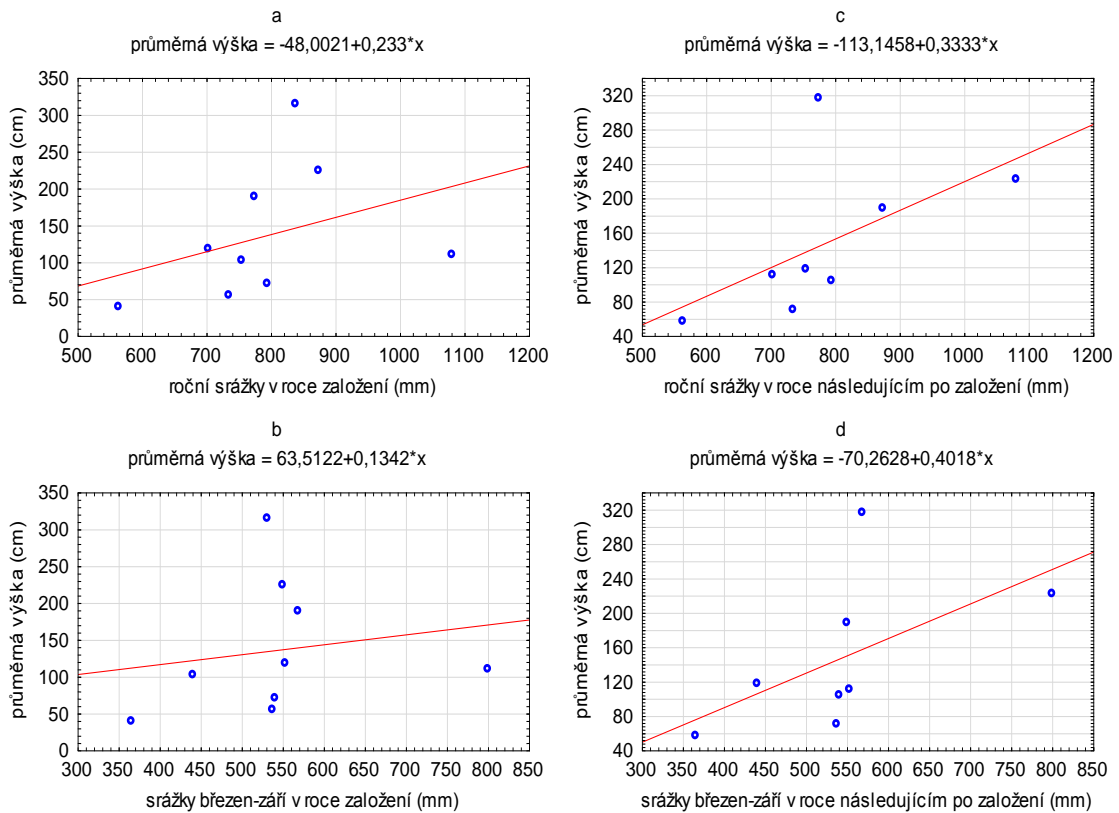 a
průměrná výška = -48,0021+0,233*x
350
300
250
200
150
100
50
0
500 600 700 800 900 1000 1100 1200
průměrná výška (cm)
roční srážky v roce založení (mm)
c
průměrná výška = -113,1458+0,3333*x
320
280
240
200
160
120
80
40
500 600 700 800 900 1000 1100 1200
průměrná výška (cm)
roční srážky v roce následujícím po založení (mm)
b
průměrná výška = 63,5122+0,1342*x
350
300
250
200
150
100
50
0
300 350 400 450 500 550 600 650 700 750 800 850
průměrná výška (cm)
srážky březen-září v roce založení (mm)
d
průměrná výška = -70,2628+0,4018*x
320
280
240
200
160
120
80
40
300 350 400 450 500 550 600 650 700 750 800 850
průměrná výška (cm)
srážky březen-září v roce následujícím po založení (mm)